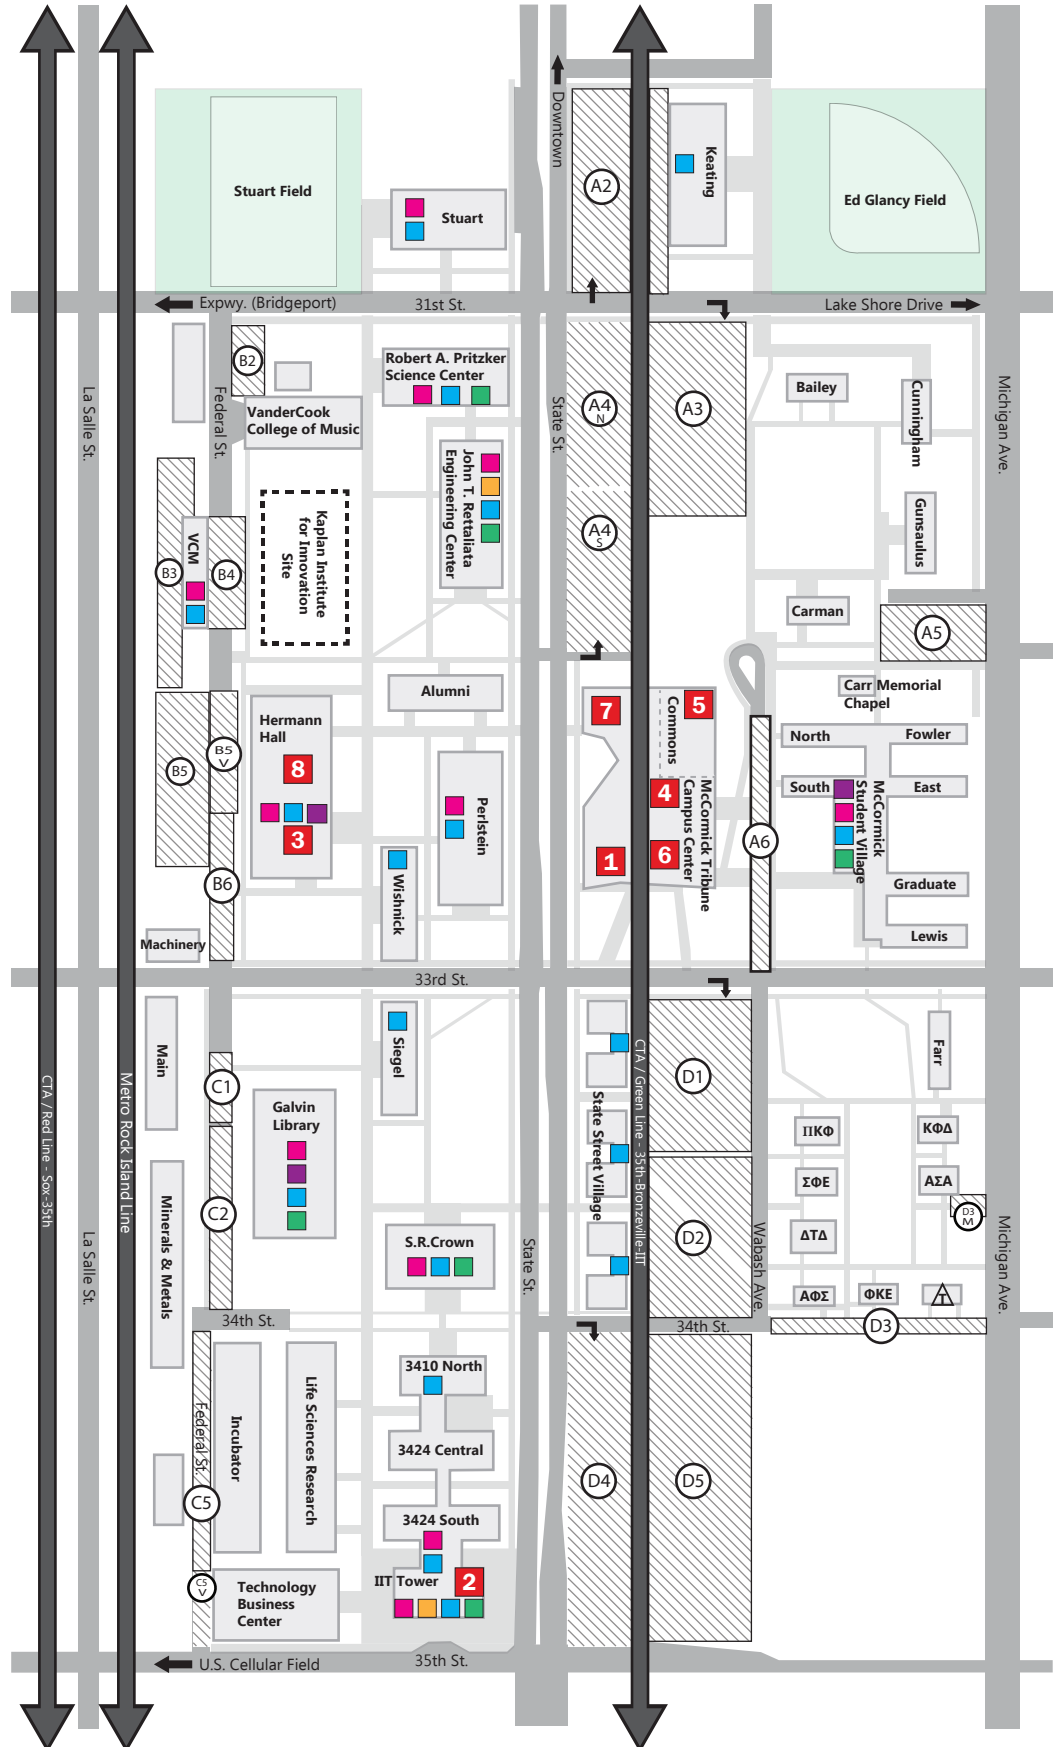 Downtown
Stuart Field
Stuart
A2
Keating
Ed Glancy Field
Expwy. (Bridgeport)
31st St.
Lake Shore Drive
La Salle St.
Federal St.
B2
VanderCook
College of Music
Robert A. Pritzker
Science Center
State St.
A4
N
A3
Bailey
Cunningham
Michigan Ave.
John T. Rettaliata
Engineering Center
Kaplan Institute
for Innovation
Site
VCM
B3
B4
A4
S
Gunsaulus
Carman
A5
Alumni
Carr Memorial
Chapel
Hermann
Hall
8
3
B5
B5
V
B6
Perlstein
Wishnick
7
Commons
5
4
McCormick Tribune
Campus Center
1
6
A6
North
Fowler
South
East
McCormick
Student Village
Graduate
Lewis
Machinery
33rd St.
Main
C1
Siegel
Galvin
Library
State Street Village
CTA / Green Line - 35th-Bronzeville-IIT
D1
Farr
CTA / Red Line - Sox-35th
Metro Rock Island Line
ΠΚΦ
ΚΦΔ
ΣΦΕ
ΑΣΑ
D3
M
Minerals & Metals
C2
S.R.Crown
La Salle St.
State St.
D2
Wabash Ave.
ΔΤΔ
ΑΦΣ
ΦΚΕ
T
Michigan Ave.
34th St.
34th St.
D3
3410 North
Federal St.
Incubator
Life Sciences Research
3424 Central
D4
D5
C5
3424 South
C5
V
IIT Tower
2
Technology
Business
Center
U.S. Cellular Field
35th St.